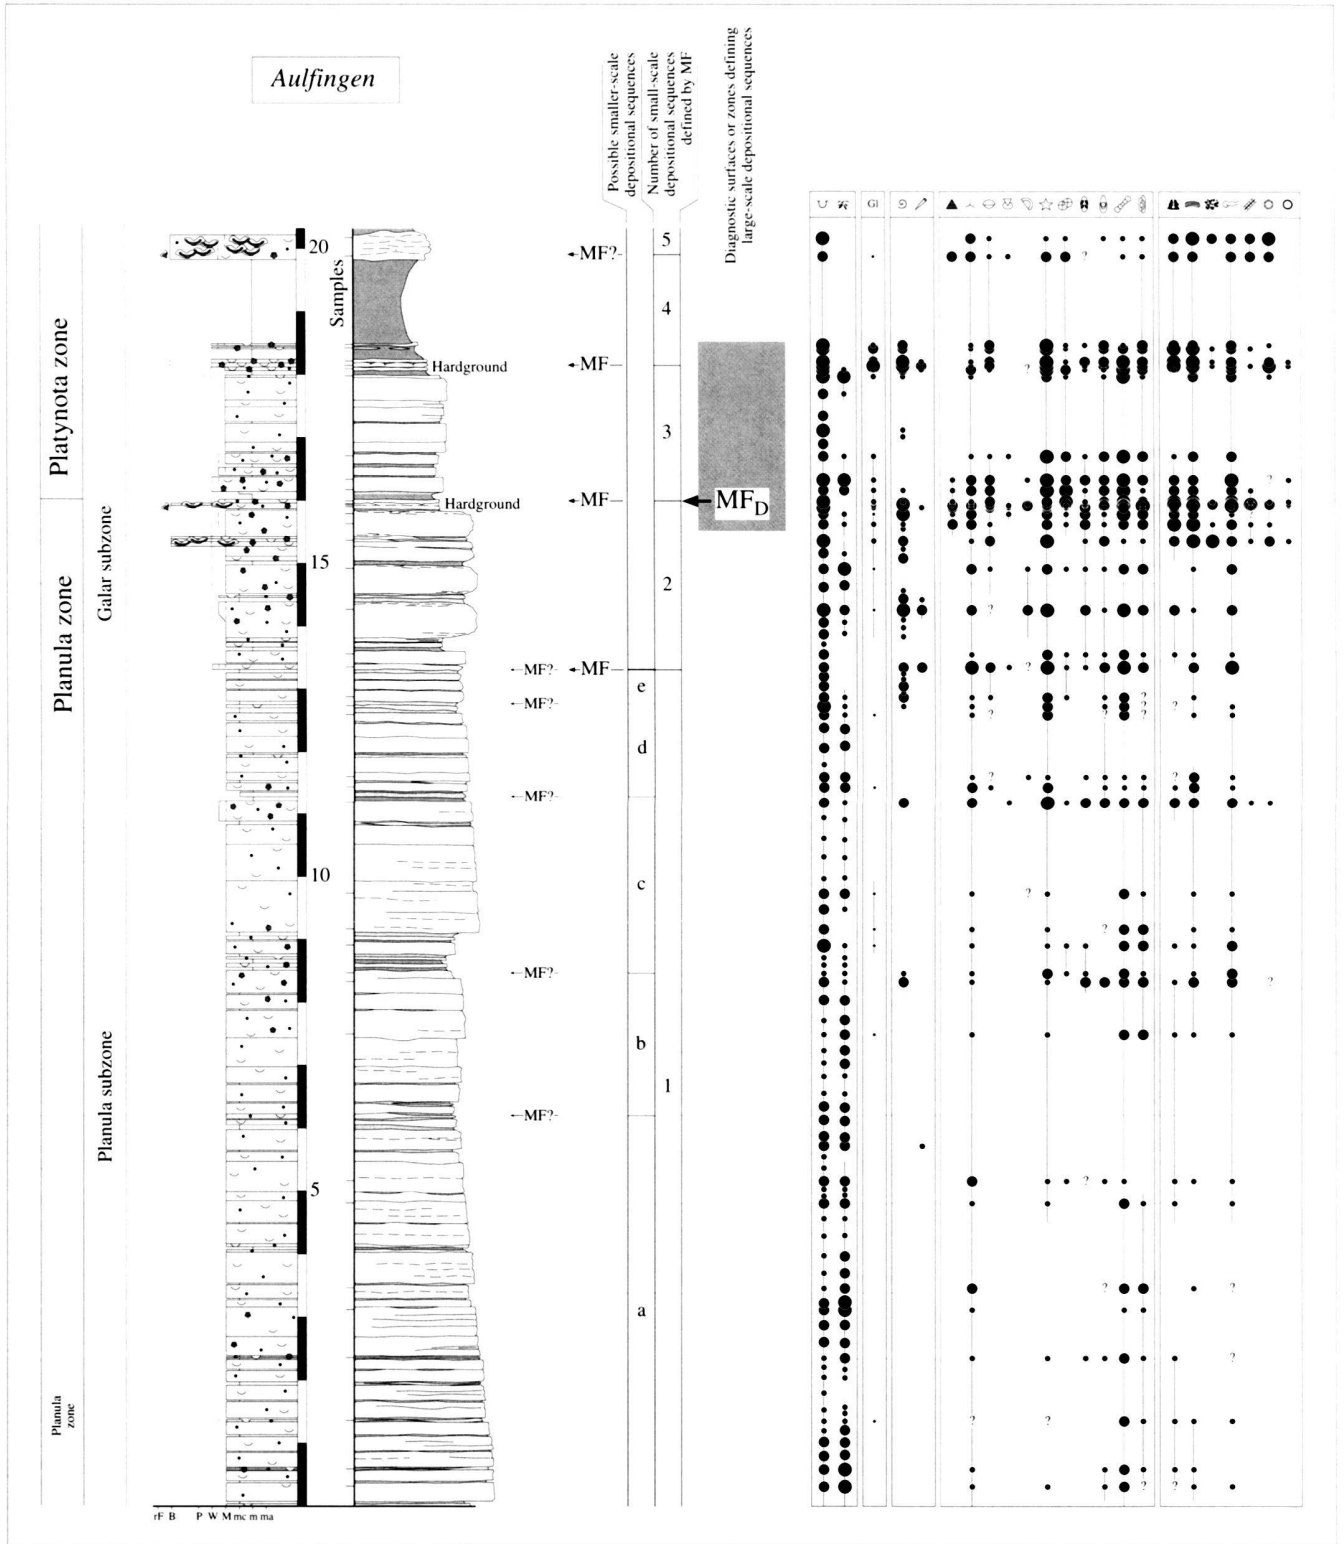 Aulfingen
Possible smaller-scale
depositional sequences
Number of small-scale
depositional sequences
defined by MF
Diagnostic surfaces or zones defining
large-scale depositional sequences
Gl
Platynota zone
Planula zone
Planula
zone
Galar subzone
Planula subzone
Samples
20
15
10
5
Hardground
Hardground
MF?
MF
MF
MF? MF
MF?
MF?
MF?
MF?
MF_D
5
4
3
2
1
e
d
c
b
a
? 
?
?
?
?
?
?
?
? ?
? ?
? ?
?
?
?
?
? ?
?
? ?
? ?
rF B P W M mc m ma